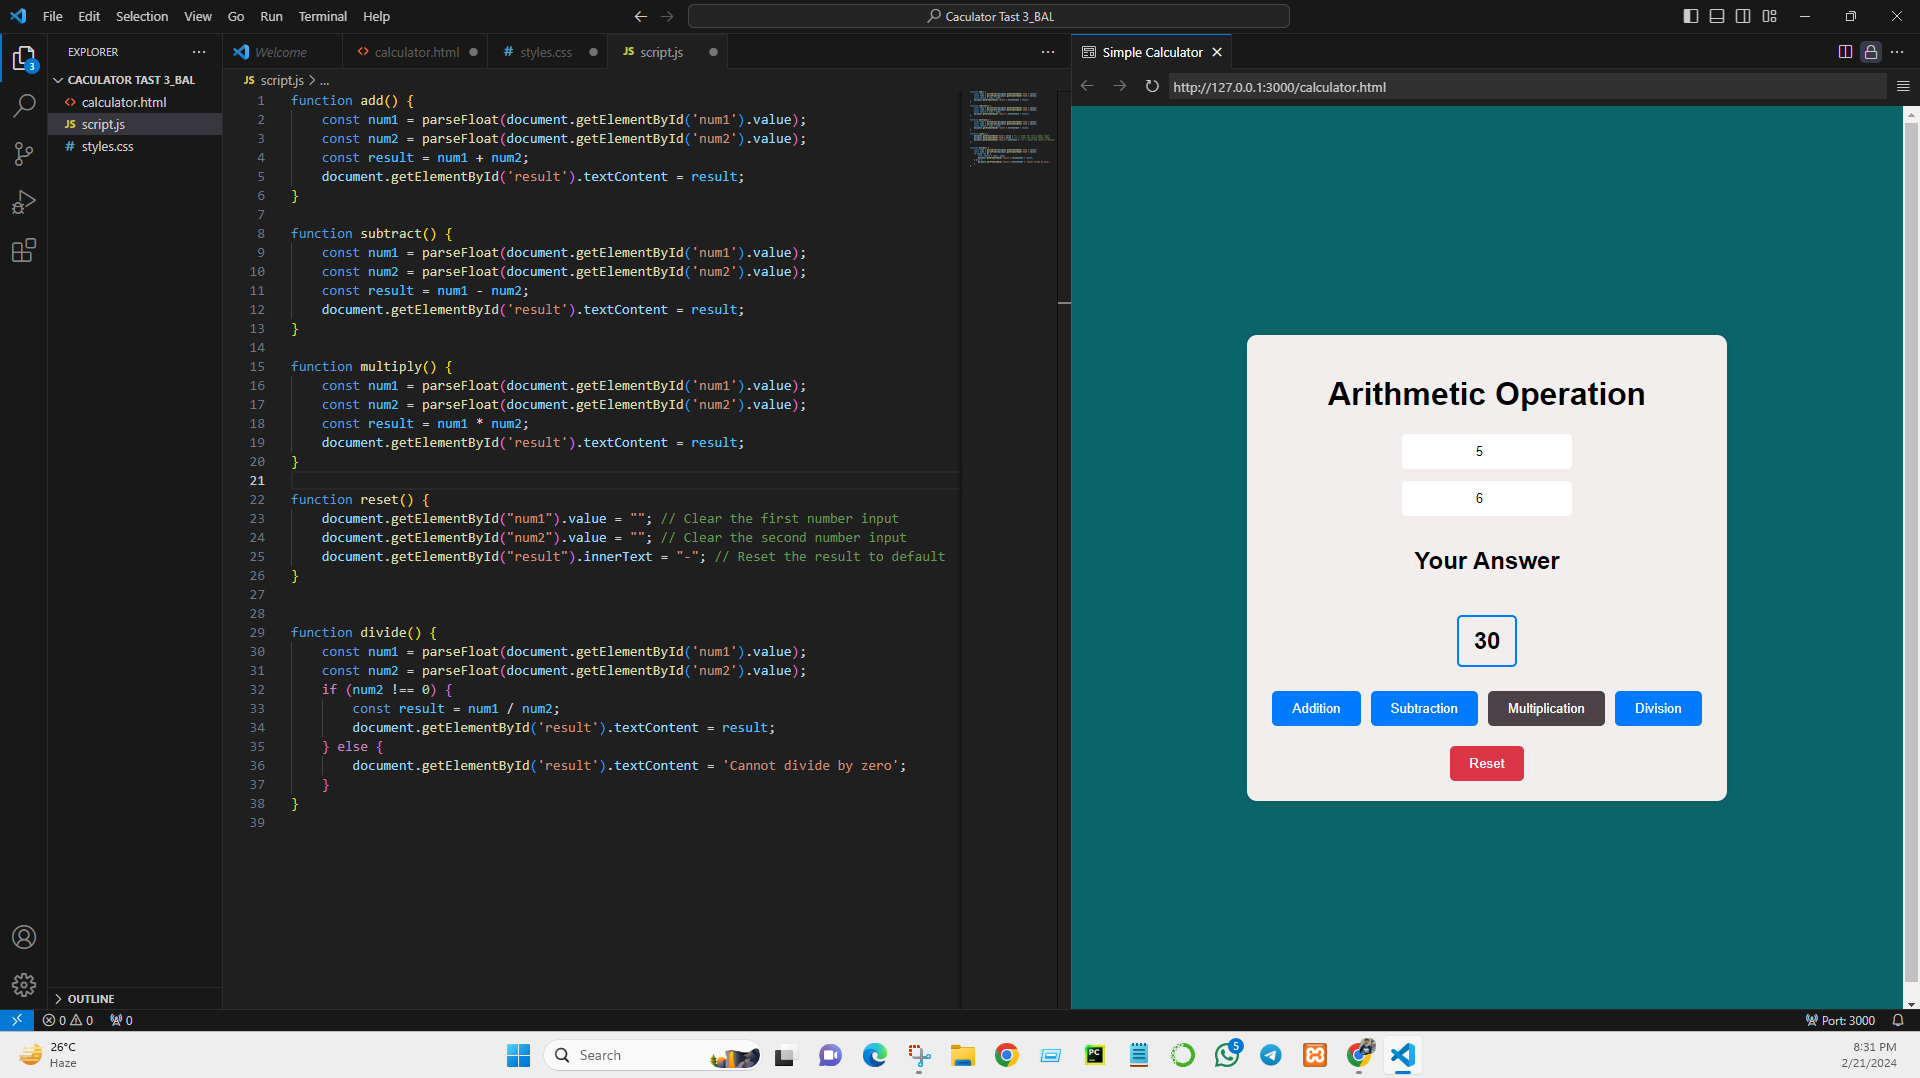 File Edit Selection View Go Run Terminal Help
Caculator Tast 3_BAL
EXPLORER
CACULATOR TAST 3_BAL
<> calculator.html
JS script.js
# styles.css
OUTLINE
3
Welcome
<> calculator.html
# styles.css
JS script.js
JS script.js > ...
1 function add() {
2 const num1 = parseFloat(document.getElementById('num1').value);
3 const num2 = parseFloat(document.getElementById('num2').value);
4 const result = num1 + num2;
5 document.getElementById('result').textContent = result;
6 }
7
8 function subtract() {
9 const num1 = parseFloat(document.getElementById('num1').value);
10 const num2 = parseFloat(document.getElementById('num2').value);
11 const result = num1 - num2;
12 document.getElementById('result').textContent = result;
13 }
14
15 function multiply() {
16 const num1 = parseFloat(document.getElementById('num1').value);
17 const num2 = parseFloat(document.getElementById('num2').value);
18 const result = num1 * num2;
19 document.getElementById('result').textContent = result;
20 }
21
22 function reset() {
23 document.getElementById("num1").value = ""; // Clear the first number input
24 document.getElementById("num2").value = ""; // Clear the second number input
25 document.getElementById("result").innerText = "-"; // Reset the result to default
26 }
27
28
29 function divide() {
30 const num1 = parseFloat(document.getElementById('num1').value);
31 const num2 = parseFloat(document.getElementById('num2').value);
32 if (num2 !== 0) {
33 const result = num1 / num2;
34 document.getElementById('result').textContent = result;
35 } else {
36 document.getElementById('result').textContent = 'Cannot divide by zero';
37 }
38 }
39
Simple Calculator
http://127.0.0.1:3000/calculator.html
Arithmetic Operation
5
6
Your Answer
30
Addition Subtraction Multiplication Division
Reset
0 0 0
Port: 3000
26°C
Haze
Search
PC
5
8:31 PM
2/21/2024